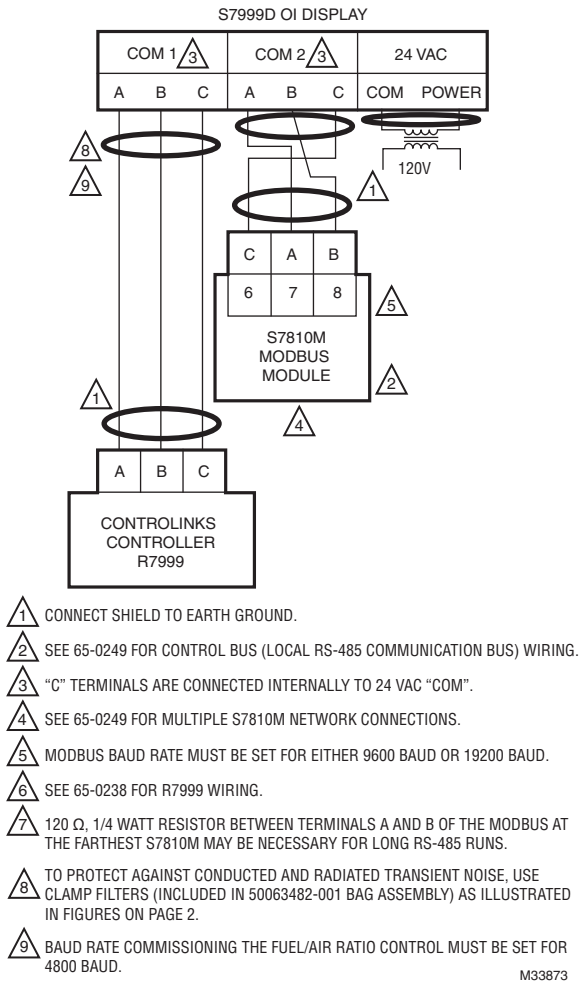 S7999D OI DISPLAY
COM 1 3 COM 2 3 24 VAC
A B C A B C COM POWER
8
9
120V
1
C A B
6 7 8
5
S7810M
MODBUS
MODULE
2
1
4
A B C
CONTROLINKS
CONTROLLER
R7999
1 CONNECT SHIELD TO EARTH GROUND.
2 SEE 65-0249 FOR CONTROL BUS (LOCAL RS-485 COMMUNICATION BUS) WIRING.
3 “C” TERMINALS ARE CONNECTED INTERNALLY TO 24 VAC “COM”.
4 SEE 65-0249 FOR MULTIPLE S7810M NETWORK CONNECTIONS.
5 MODBUS BAUD RATE MUST BE SET FOR EITHER 9600 BAUD OR 19200 BAUD.
6 SEE 65-0238 FOR R7999 WIRING.
7 120 Ω, 1/4 WATT RESISTOR BETWEEN TERMINALS A AND B OF THE MODBUS AT
THE FARTHEST S7810M MAY BE NECESSARY FOR LONG RS-485 RUNS.
8 TO PROTECT AGAINST CONDUCTED AND RADIATED TRANSIENT NOISE, USE
CLAMP FILTERS (INCLUDED IN 50063482-001 BAG ASSEMBLY) AS ILLUSTRATED
IN FIGURES ON PAGE 2.
9 BAUD RATE COMMISSIONING THE FUEL/AIR RATIO CONTROL MUST BE SET FOR
4800 BAUD.
M33873